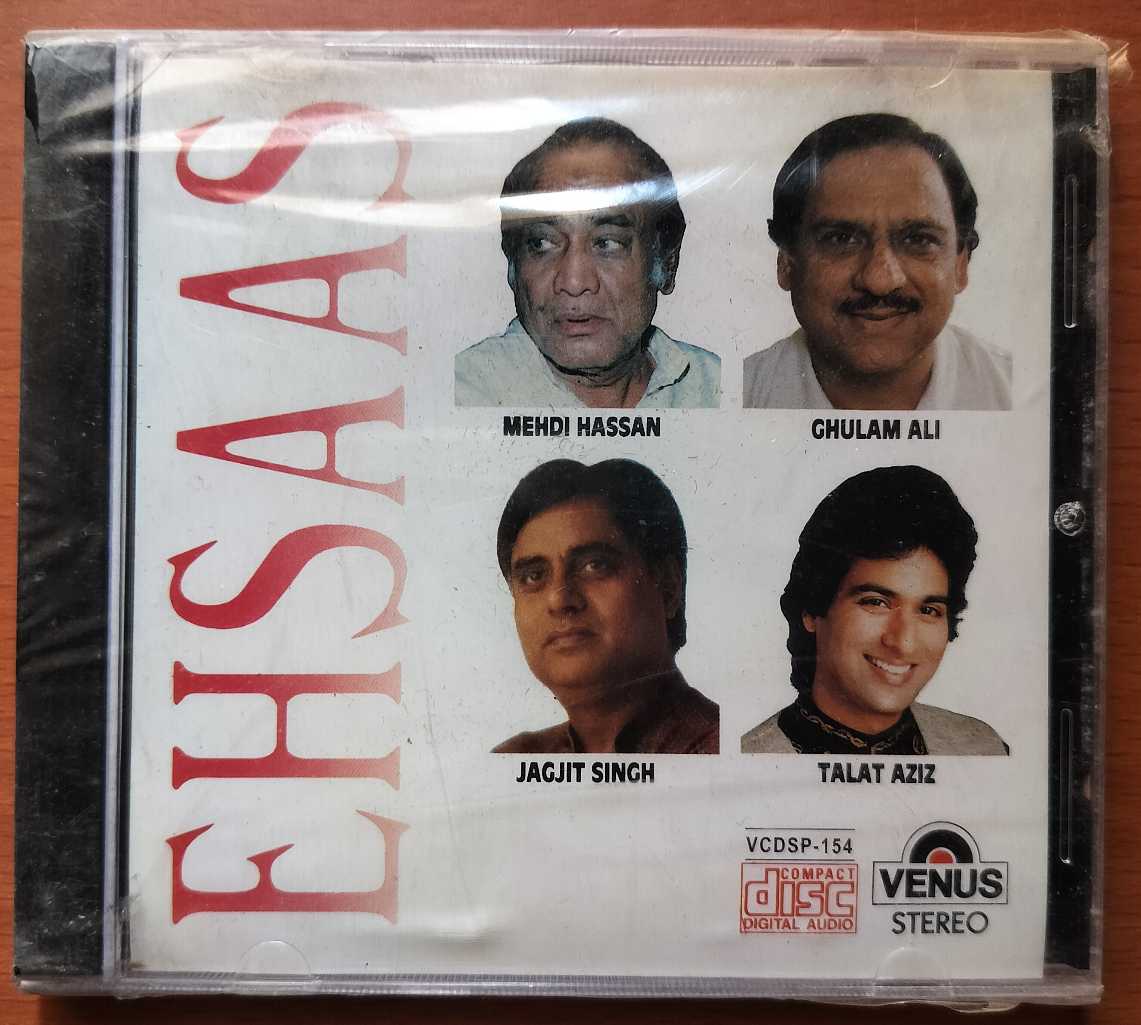 EHSAAS
MEHDI HASSAN
GHULAM ALI
JAGJIT SINGH
TALAT AZIZ
VCDSP-154
COMPACT
disc
DIGITAL AUDIO
VENUS
STEREO